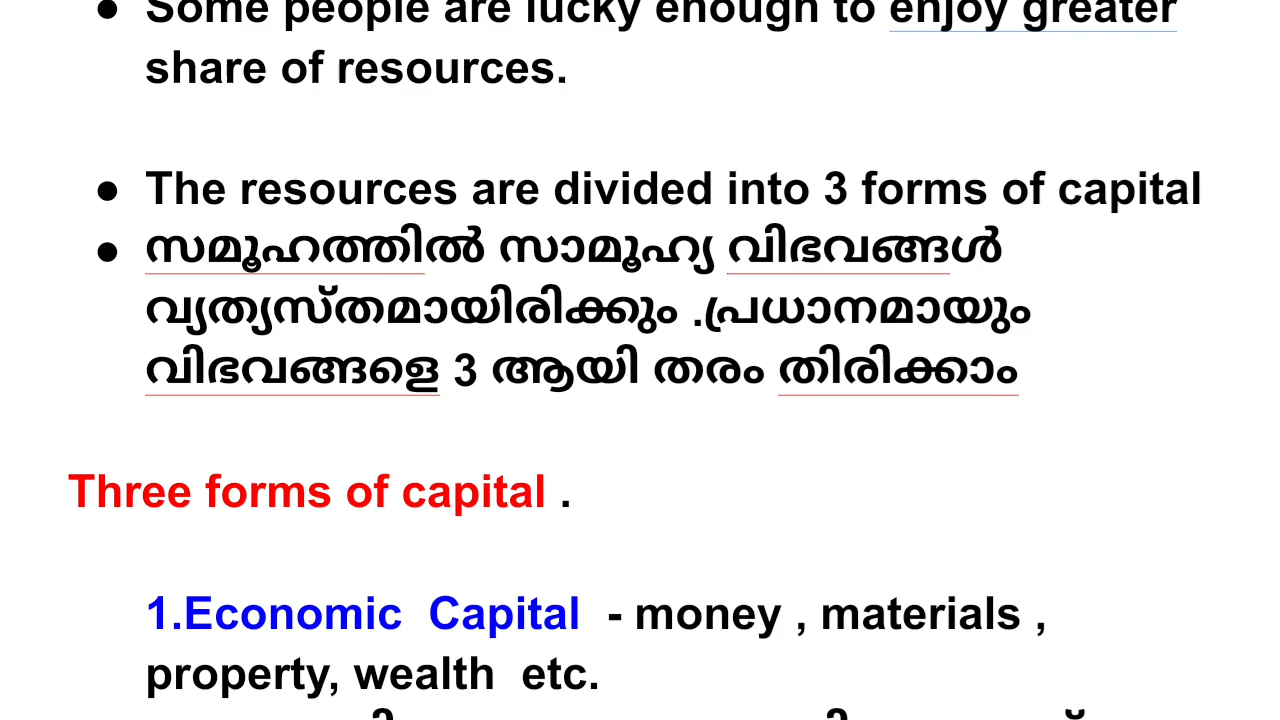 ● Some people are lucky enough to enjoy greater
share of resources.
● The resources are divided into 3 forms of capital
● സമൂഹത്തിൽ സാമൂഹ്യ വിഭവങ്ങൾ
വ്യത്യസ്തമായിരിക്കും .പ്രധാനമായും
വിഭവങ്ങളെ 3 ആയി തരം തിരിക്കാം
Three forms of capital .
1.Economic Capital - money , materials ,
property, wealth etc.